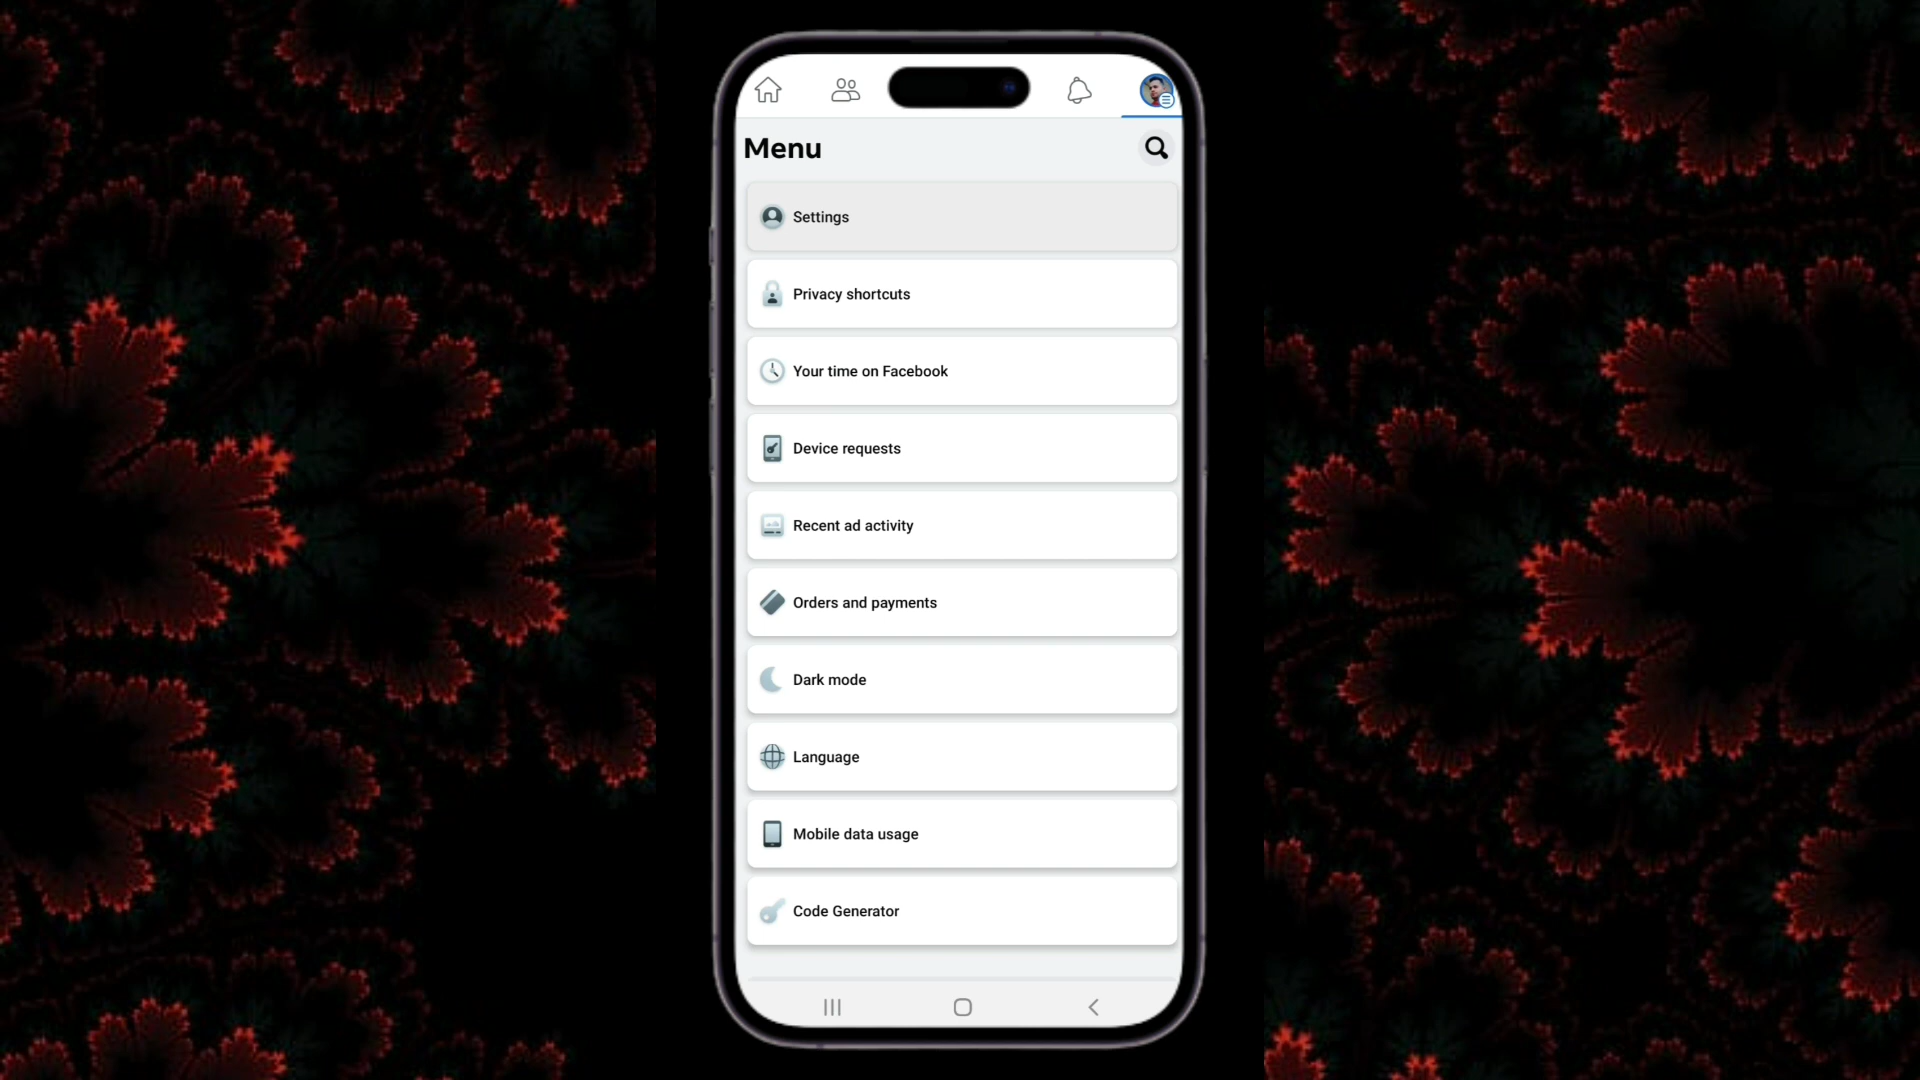 Menu
Settings
Privacy shortcuts
Your time on Facebook
Device requests
Recent ad activity
Orders and payments
Dark mode
Language
Mobile data usage
Code Generator